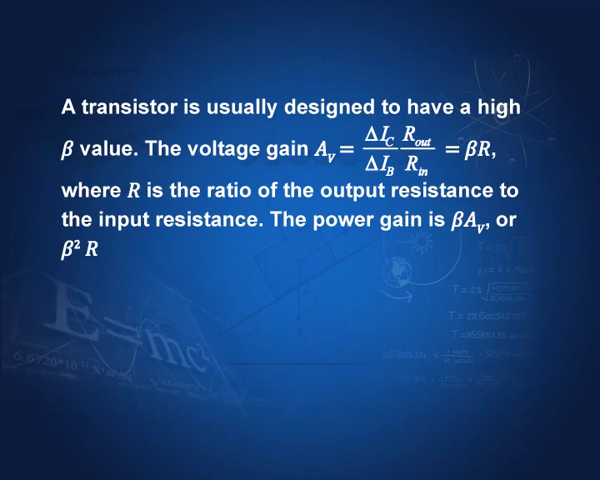 A transistor is usually designed to have a high
β value. The voltage gain A_v = ΔI_C/ΔI_B R_out/R_in = βR,
where R is the ratio of the output resistance to
the input resistance. The power gain is βA_v, or
β² R
E=mc²